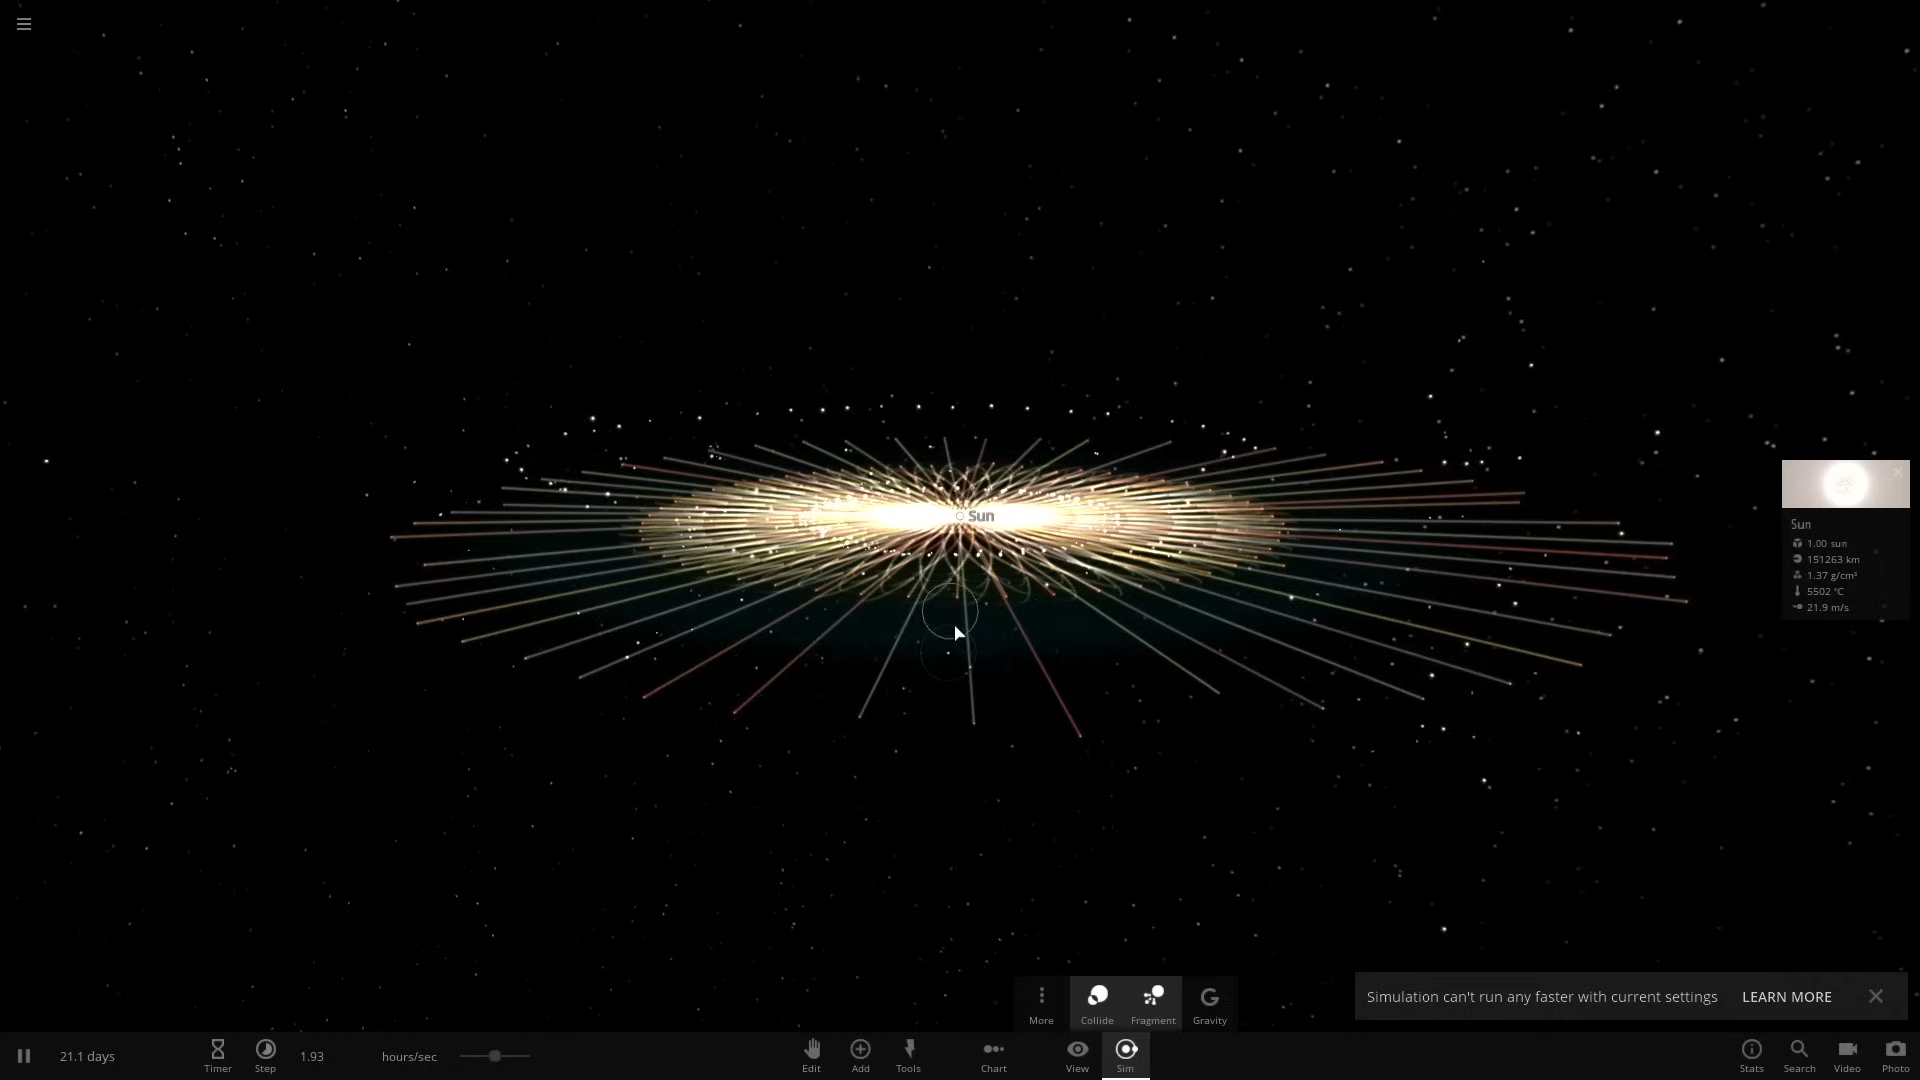 Sun
Sun
1.00 sun
151263 km
1.37 g/cm³
5502 °C
21.9 m/s
Simulation can't run any faster with current settings LEARN MORE
More Collide Fragment Gravity
21.1 days Timer Step 1.93 hours/sec Edit Add Tools Chart View Sim Stats Search Video Photo